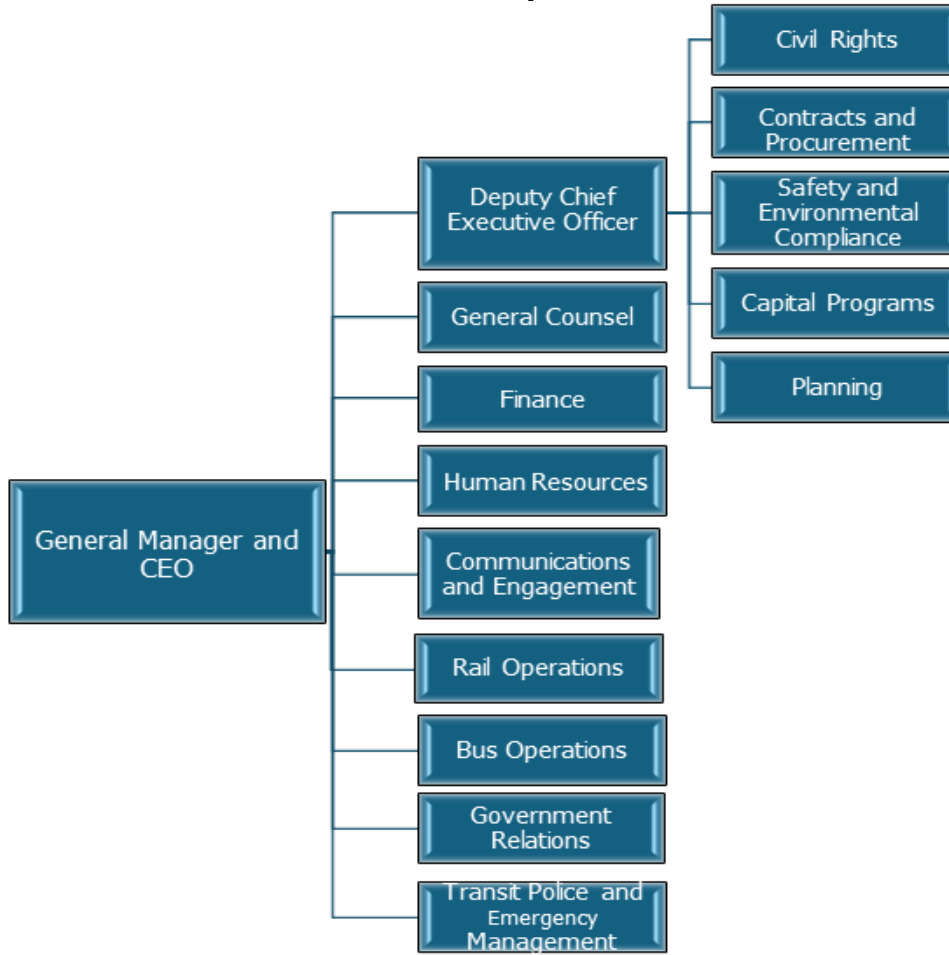 General Manager and
CEO
Deputy Chief
Executive Officer
General Counsel
Finance
Human Resources
Communications
and Engagement
Rail Operations
Bus Operations
Government
Relations
Transit Police and
Emergency
Management
Civil Rights
Contracts and
Procurement
Safety and
Environmental
Compliance
Capital Programs
Planning